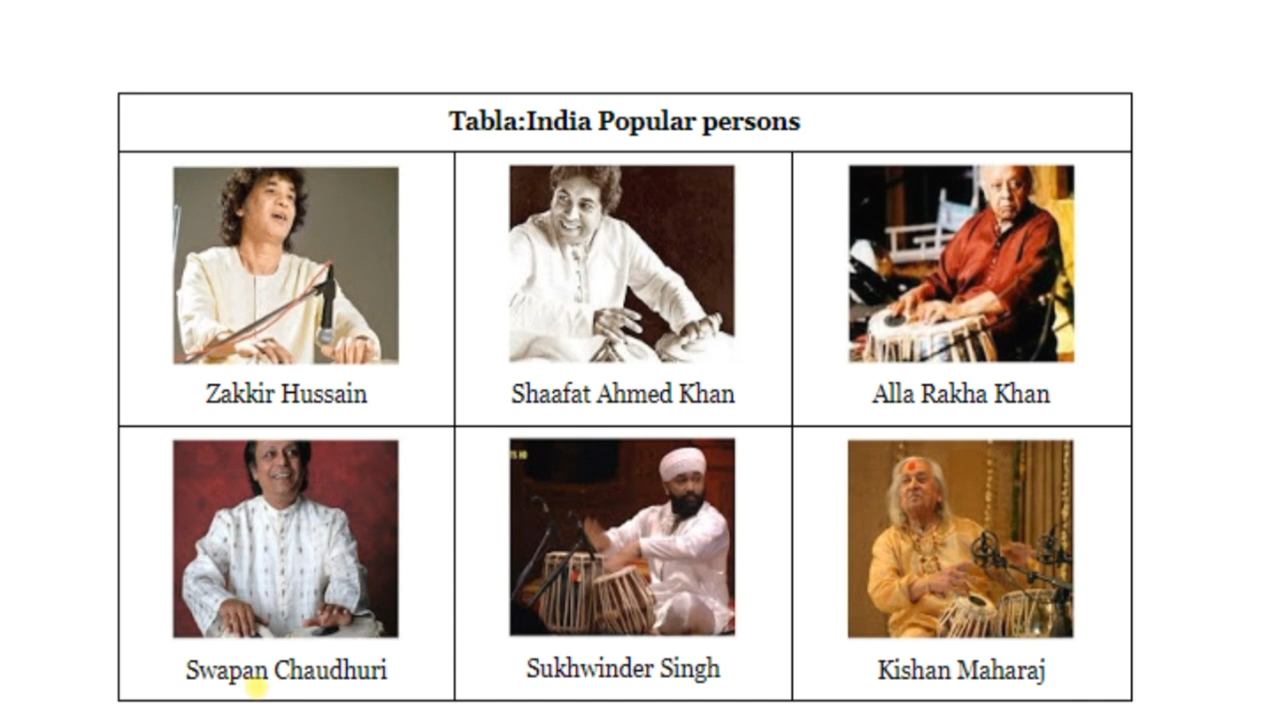 Tabla:India Popular persons
Zakkir Hussain
Shaafat Ahmed Khan
Alla Rakha Khan
Swapan Chaudhuri
Sukhwinder Singh
Kishan Maharaj